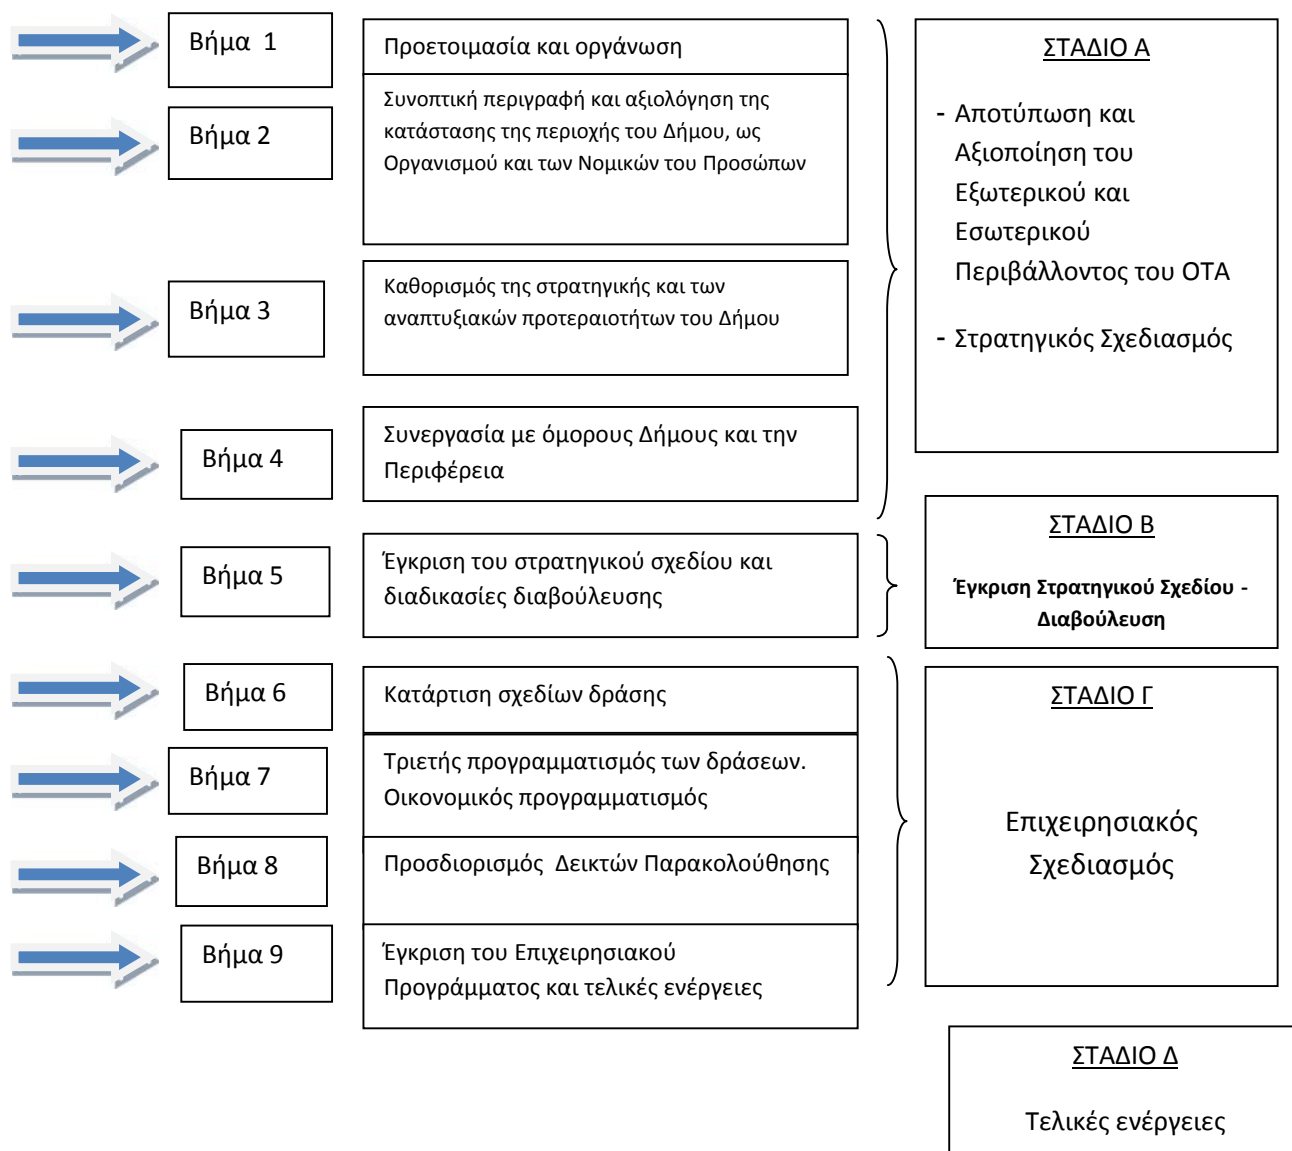 Βήμα 1
Προετοιμασία και οργάνωση
Βήμα 2
Συνοπτική περιγραφή και αξιολόγηση της
κατάστασης της περιοχής του Δήμου, ως
Οργανισμού και των Νομικών του Προσώπων
Βήμα 3
Καθορισμός της στρατηγικής και των
αναπτυξιακών προτεραιοτήτων του Δήμου
Βήμα 4
Συνεργασία με όμορους Δήμους και την
Περιφέρεια
ΣΤΑΔΙΟ Α
- Αποτύπωση και
Αξιοποίηση του
Εξωτερικού και
Εσωτερικού
Περιβάλλοντος του ΟΤΑ
- Στρατηγικός Σχεδιασμός
Βήμα 5
Έγκριση του στρατηγικού σχεδίου και
διαδικασίες διαβούλευσης
ΣΤΑΔΙΟ Β
Έγκριση Στρατηγικού Σχεδίου -
Διαβούλευση
Βήμα 6
Κατάρτιση σχεδίων δράσης
Βήμα 7
Τριετής προγραμματισμός των δράσεων.
Οικονομικός προγραμματισμός
Βήμα 8
Προσδιορισμός Δεικτών Παρακολούθησης
Βήμα 9
Έγκριση του Επιχειρησιακού
Προγράμματος και τελικές ενέργειες
ΣΤΑΔΙΟ Γ
Επιχειρησιακός
Σχεδιασμός
ΣΤΑΔΙΟ Δ
Τελικές ενέργειες